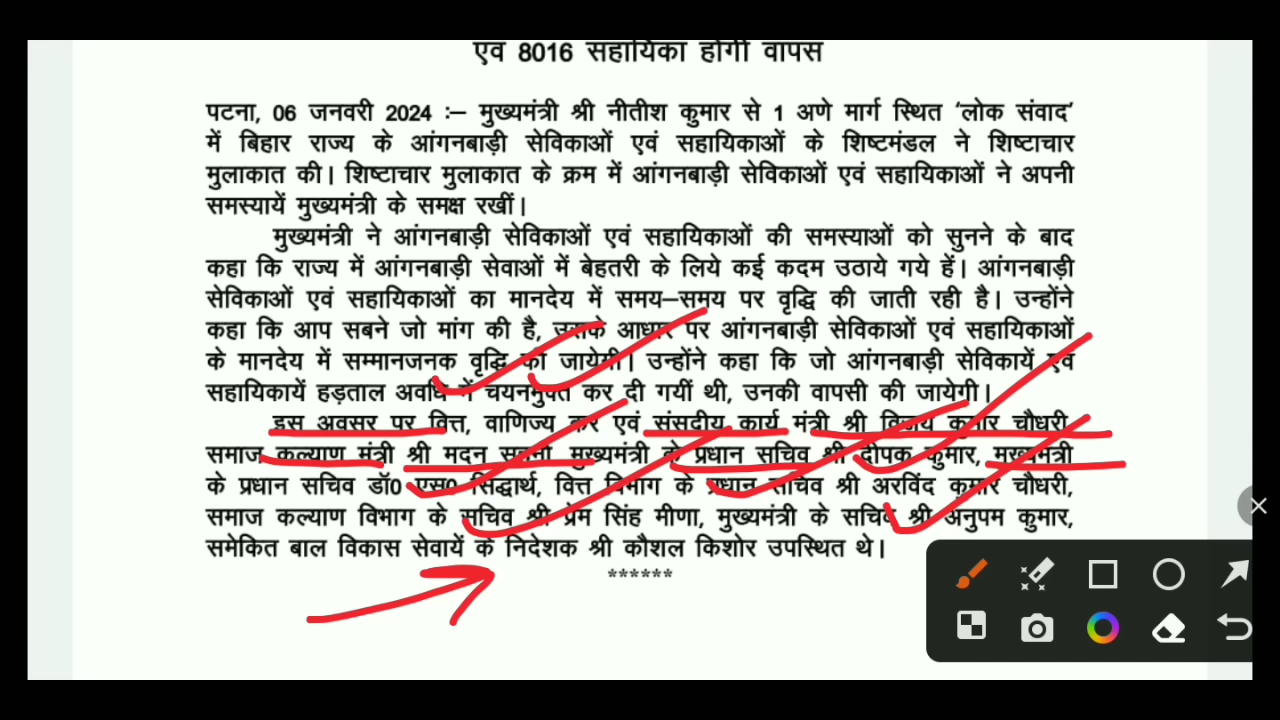 एवं 8016 सहायिका होगी वापस
पटना, 06 जनवरी 2024 :– मुख्यमंत्री श्री नीतीश कुमार से 1 अणे मार्ग स्थित ‘लोक संवाद’
में बिहार राज्य के आंगनबाड़ी सेविकाओं एवं सहायिकाओं के शिष्टमंडल ने शिष्टाचार
मुलाकात की। शिष्टाचार मुलाकात के क्रम में आंगनबाड़ी सेविकाओं एवं सहायिकाओं ने अपनी
समस्यायें मुख्यमंत्री के समक्ष रखीं।
मुख्यमंत्री ने आंगनबाड़ी सेविकाओं एवं सहायिकाओं की समस्याओं को सुनने के बाद
कहा कि राज्य में आंगनबाड़ी सेवाओं में बेहतरी के लिये कई कदम उठाये गये हें। आंगनबाड़ी
सेविकाओं एवं सहायिकाओं का मानदेय में समय–समय पर वृद्धि की जाती रही है। उन्होंने
कहा कि आप सबने जो मांग की है, उसके आधार पर आंगनबाड़ी सेविकाओं एवं सहायिकाओं
के मानदेय में सम्मानजनक वृद्धि की जायेगी। उन्होंने कहा कि जो आंगनबाड़ी सेविकायें एवं
सहायिकायें हड़ताल अवधि में चयनमुक्त कर दी गयीं थी, उनकी वापसी की जायेगी।
इस अवसर पर वित्त, वाणिज्य कर एवं संसदीय कार्य मंत्री श्री विजय कुमार चौधरी,
समाज कल्याण मंत्री श्री मदन सहनी, मुख्यमंत्री के प्रधान सचिव श्री दीपक कुमार, मुख्यमंत्री
के प्रधान सचिव डॉ0 एस0 सिद्धार्थ, वित्त विभाग के प्रधान सचिव श्री अरविंद कुमार चौधरी,
समाज कल्याण विभाग के सचिव श्री प्रेम सिंह मीणा, मुख्यमंत्री के सचिव श्री अनुपम कुमार,
समेकित बाल विकास सेवायें के निदेशक श्री कौशल किशोर उपस्थित थे।
******